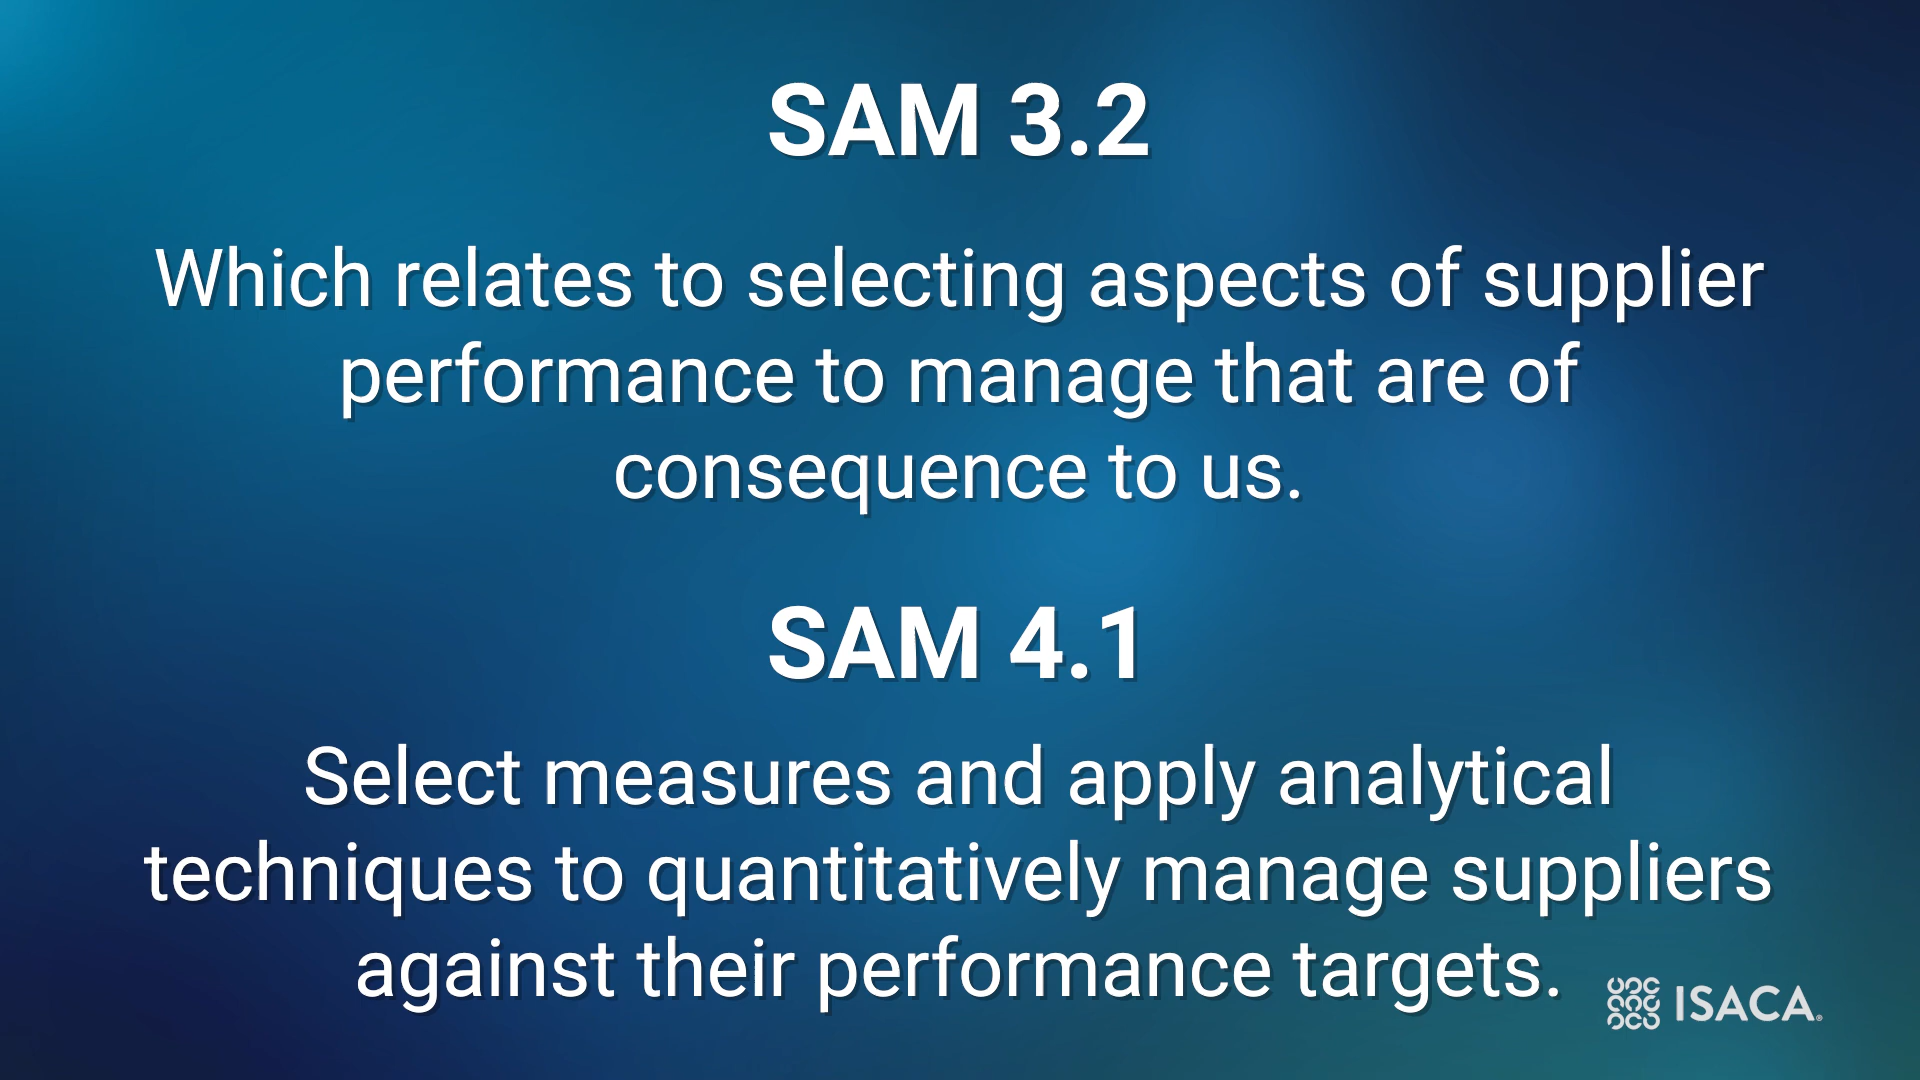 SAM 3.2
Which relates to selecting aspects of supplier
performance to manage that are of
consequence to us.
SAM 4.1
Select measures and apply analytical
techniques to quantitatively manage suppliers
against their performance targets.
ISACA®